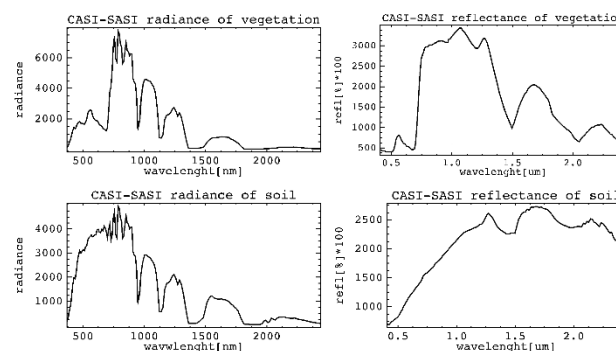 CASI-SASI radiance of vegetation
radiance
6000
4000
2000
500
1000
1500
2000
wavelenght[nm]
CASI-SASI reflectance of vegetatio
refl[%]*100
3000
2500
2000
1500
1000
500
0.5
1.0
1.5
2.0
wavelenght[um]
CASI-SASI radiance of soil
radiance
4000
3000
2000
1000
500
1000
1500
2000
wavwlenght[nm]
CASI-SASI reflectance of soil
refl[%]*100
2500
2000
1500
1000
0.5
1.0
1.5
2.0
wavelenght[um]